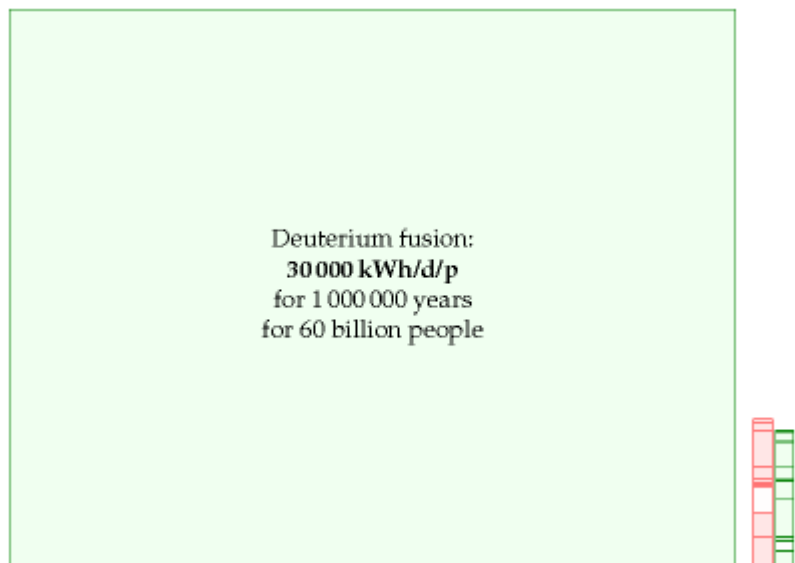 Deuterium fusion:
30 000 kWh/d/p
for 1 000 000 years
for 60 billion people